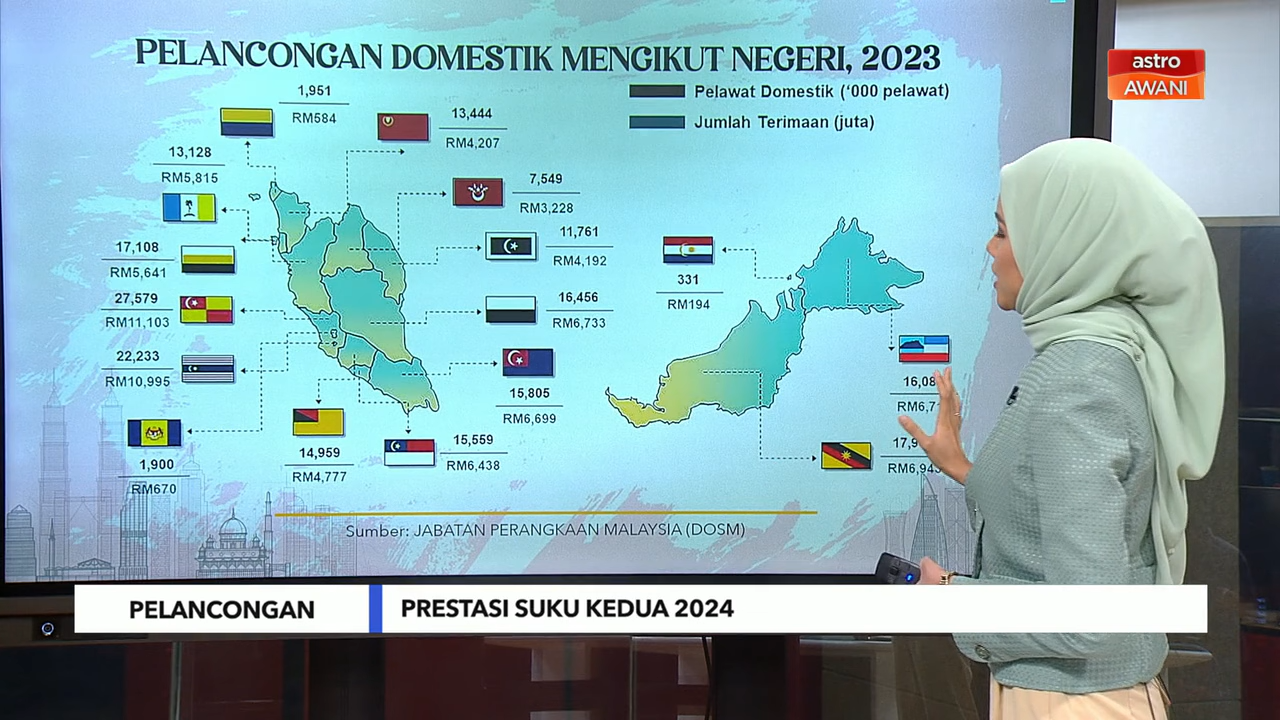 PELANCONGAN DOMESTIK MENGIKUT NEGERI, 2023
astro
AWANI
Pelawat Domestik (‘000 pelawat)
Jumlah Terimaan (juta)
1,951
RM584
13,444
RM4,207
13,128
RM5,815
7,549
RM3,228
17,108
RM5,641
11,761
RM4,192
331
RM194
27,579
RM11,103
16,456
RM6,733
22,233
RM10,995
15,805
RM6,699
1,900
RM670
14,959
RM4,777
15,559
RM6,438
Sumber: JABATAN PERANGKAAN MALAYSIA (DOSM)
PELANCONGAN
PRESTASI SUKU KEDUA 2024